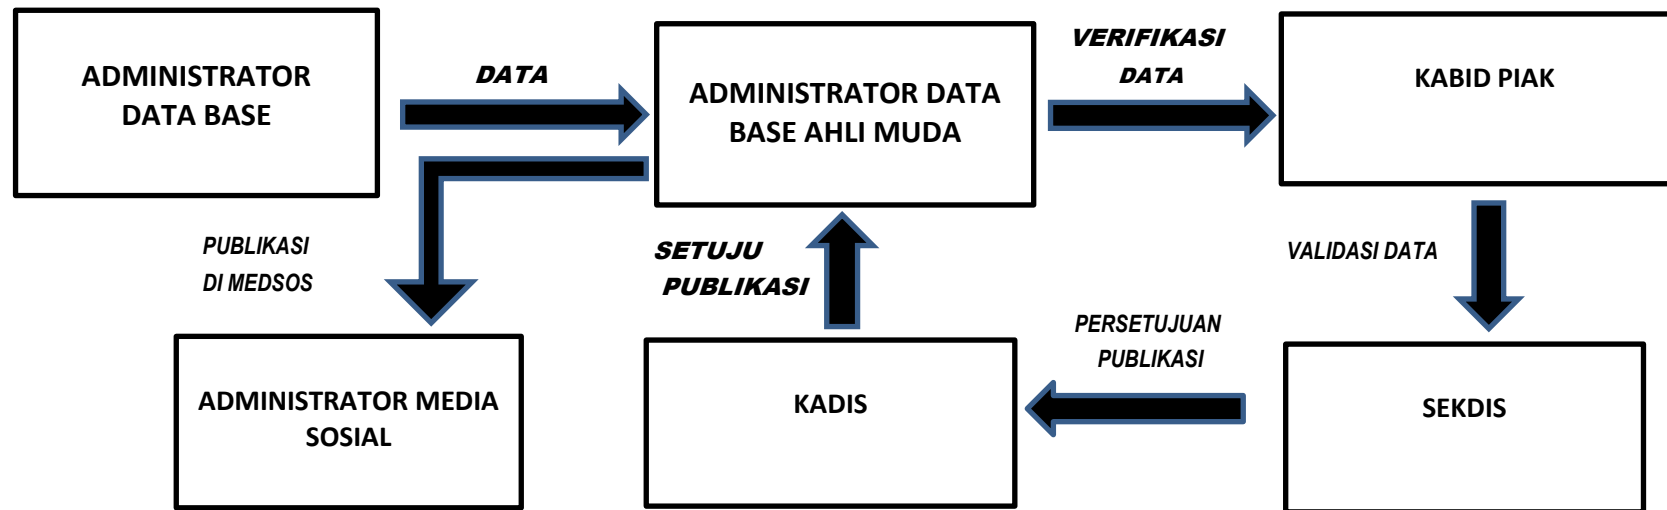 ADMINISTRATOR
DATA BASE
DATA
ADMINISTRATOR DATA
BASE AHLI MUDA
VERIFIKASI
DATA
KABID PIAK
PUBLIKASI
DI MEDSOS
SETUJU
PUBLIKASI
VALIDASI DATA
PERSETUJUAN
PUBLIKASI
ADMINISTRATOR MEDIA
SOSIAL
KADIS
SEKDIS